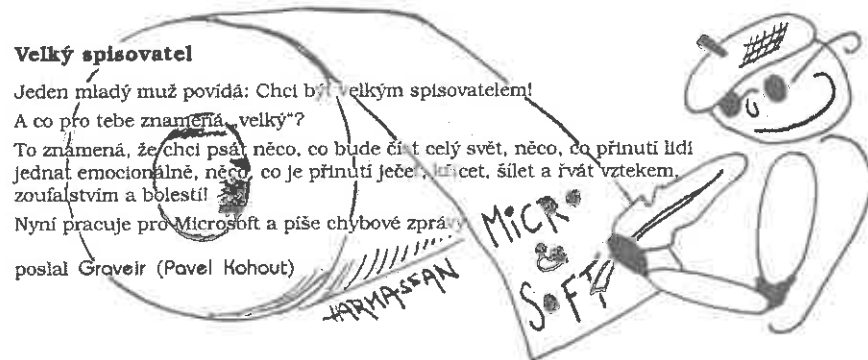 Velký spisovatel
Jeden mladý muž povídá: Chci být velkým spisovatelem!
A co pro tebe znamená „velký“?
To znamená, že chci psát něco, co bude číst celý svět, něco, co přinutí lidi
jednat emocionálně, něco, co je přinutí ječet, křičet, šílet a řvát vztekem,
zoufalstvím a bolestí!
Nyní pracuje pro Microsoft a píše chybové zprávy
poslal Graveir (Pavel Kohout)
MiCRO
SOFT
HARMASAN